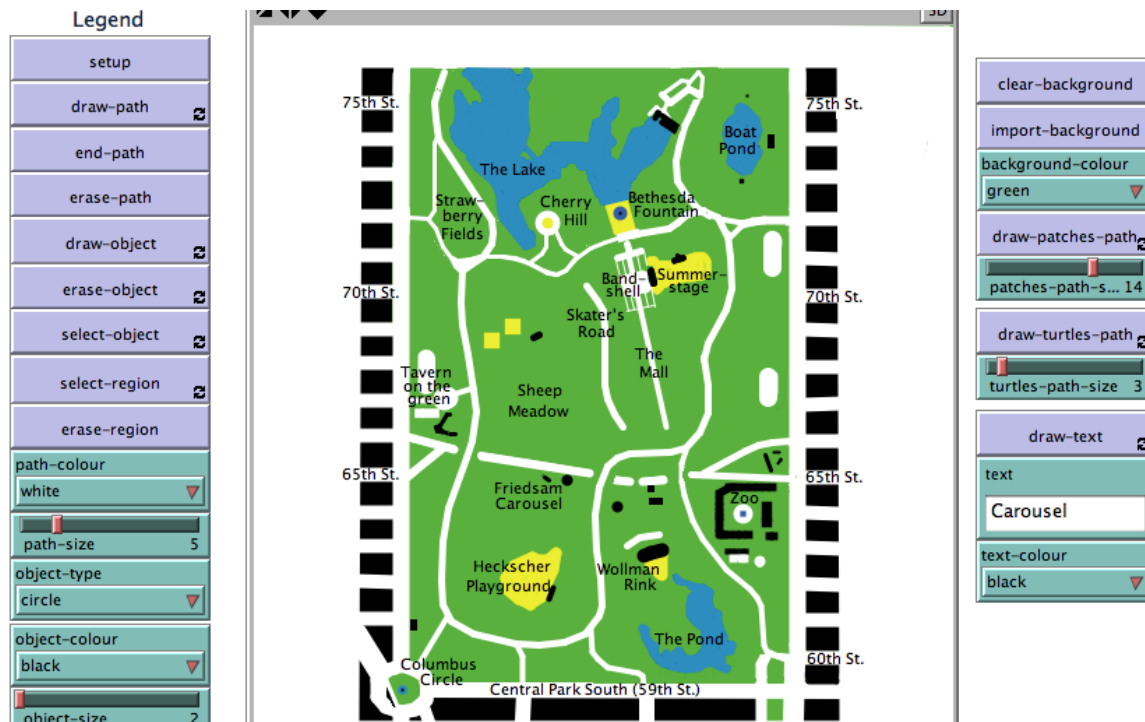 Legend
setup
draw-path
end-path
erase-path
draw-object
erase-object
select-object
select-region
erase-region
path-colour
white
path-size 5
object-type
circle
object-colour
black
object-size 2
3D
75th St.
75th St.
Boat
Pond
The Lake
Straw-
berry
Fields
Cherry
Hill
Bethesda
Fountain
Band-
shell
Summer-
stage
70th St.
70th St.
Skater's
Road
The
Mall
Tavern
on the
green
Sheep
Meadow
65th St.
65th St.
Friedsam
Carousel
Zoo
Heckscher
Playground
Wollman
Rink
The Pond
60th St.
Columbus
Circle
Central Park South (59th St.)
clear-background
import-background
background-colour
green
draw-patches-path
patches-path-s... 14
draw-turtles-path
turtles-path-size 3
draw-text
text
Carousel
text-colour
black